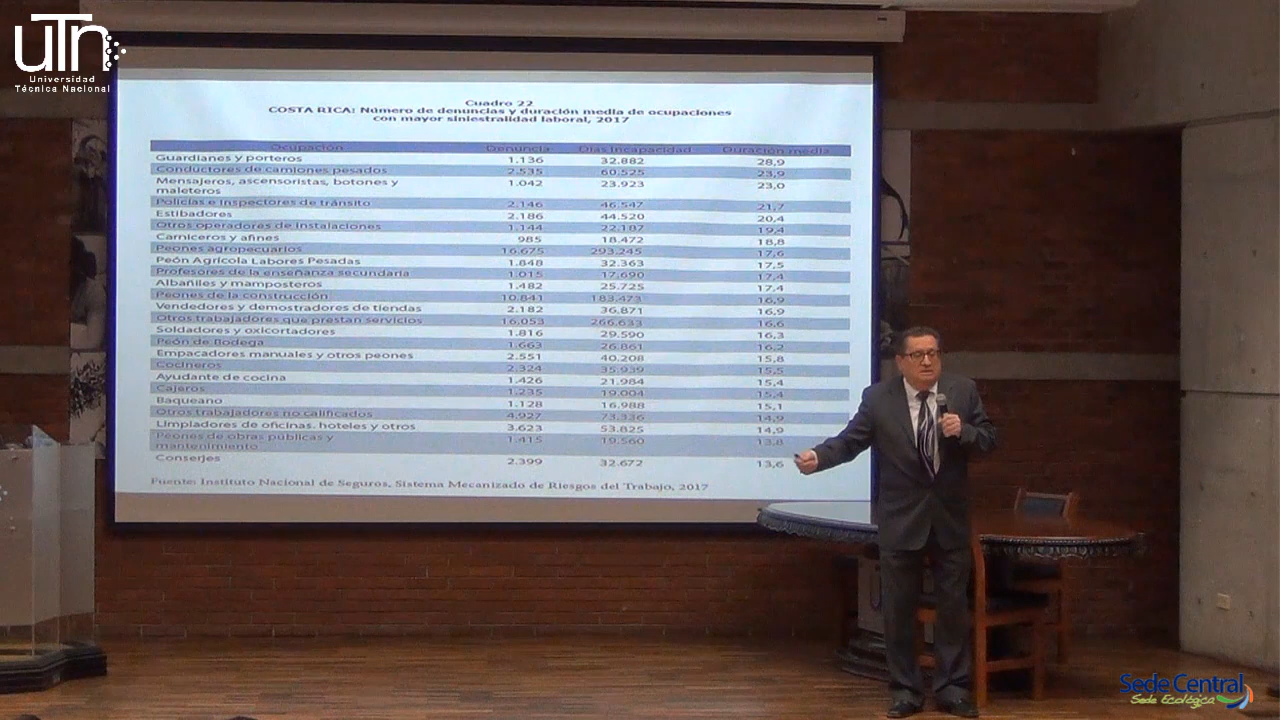 UTn
Universidad
Técnica Nacional
Cuadro 22
COSTA RICA: Número de denuncias y duración media de ocupaciones
con mayor siniestralidad laboral, 2017
Ocupación Denuncia Días Incapacidad Duración media
Guardianes y porteros 1.136 32.882 28,9
Conductores de camiones pesados 2.535 60.525 23,9
Mensajeros, ascensoristas, botones y
maleteros 1.042 23.923 23,0
Policías e inspectores de tránsito 2.146 46.547 21,7
Estibadores 2.186 44.520 20,4
Otros operadores de instalaciones 1.144 22.187 19,4
Carniceros y afines 985 18.472 18,8
Peones agropecuarios 16.675 293.245 17,6
Peón Agrícola Labores Pesadas 1.848 32.363 17,5
Profesores de la enseñanza secundaria 1.015 17.690 17,4
Albañiles y mamposteros 1.482 25.725 17,4
Peones de la construcción 10.841 183.473 16,9
Vendedores y demostradores de tiendas 2.182 36.871 16,9
Otros trabajadores que prestan servicios 16.053 266.633 16,6
Soldadores y oxicortadores 1.816 29.590 16,3
Peón de Bodega 1.663 26.861 16,2
Empacadores manuales y otros peones 2.551 40.208 15,8
Cocineros 2.324 35.939 15,5
Ayudante de cocina 1.426 21.984 15,4
Cajeros 1.235 19.004 15,4
Baqueano 1.128 16.988 15,1
Otros trabajadores no calificados 4.927 73.336 14,9
Limpiadores de oficinas, hoteles y otros 3.623 53.825 14,9
Peones de obras públicas y
mantenimiento 1.415 19.560 13,8
Conserjes 2.399 32.672 13,6
Fuente: Instituto Nacional de Seguros, Sistema Mecanizado de Riesgos del Trabajo, 2017
Sede Central
Sede Ecológica